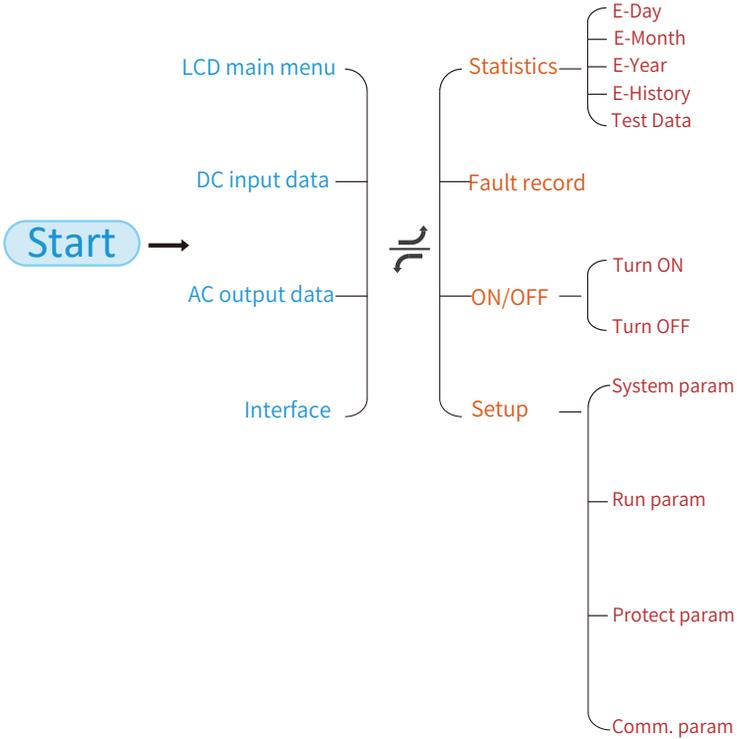 Start
LCD main menu
DC input data
AC output data
Interface
Statistics
E-Day
E-Month
E-Year
E-History
Test Data
Fault record
ON/OFF
Turn ON
Turn OFF
Setup
System param
Run param
Protect param
Comm. param